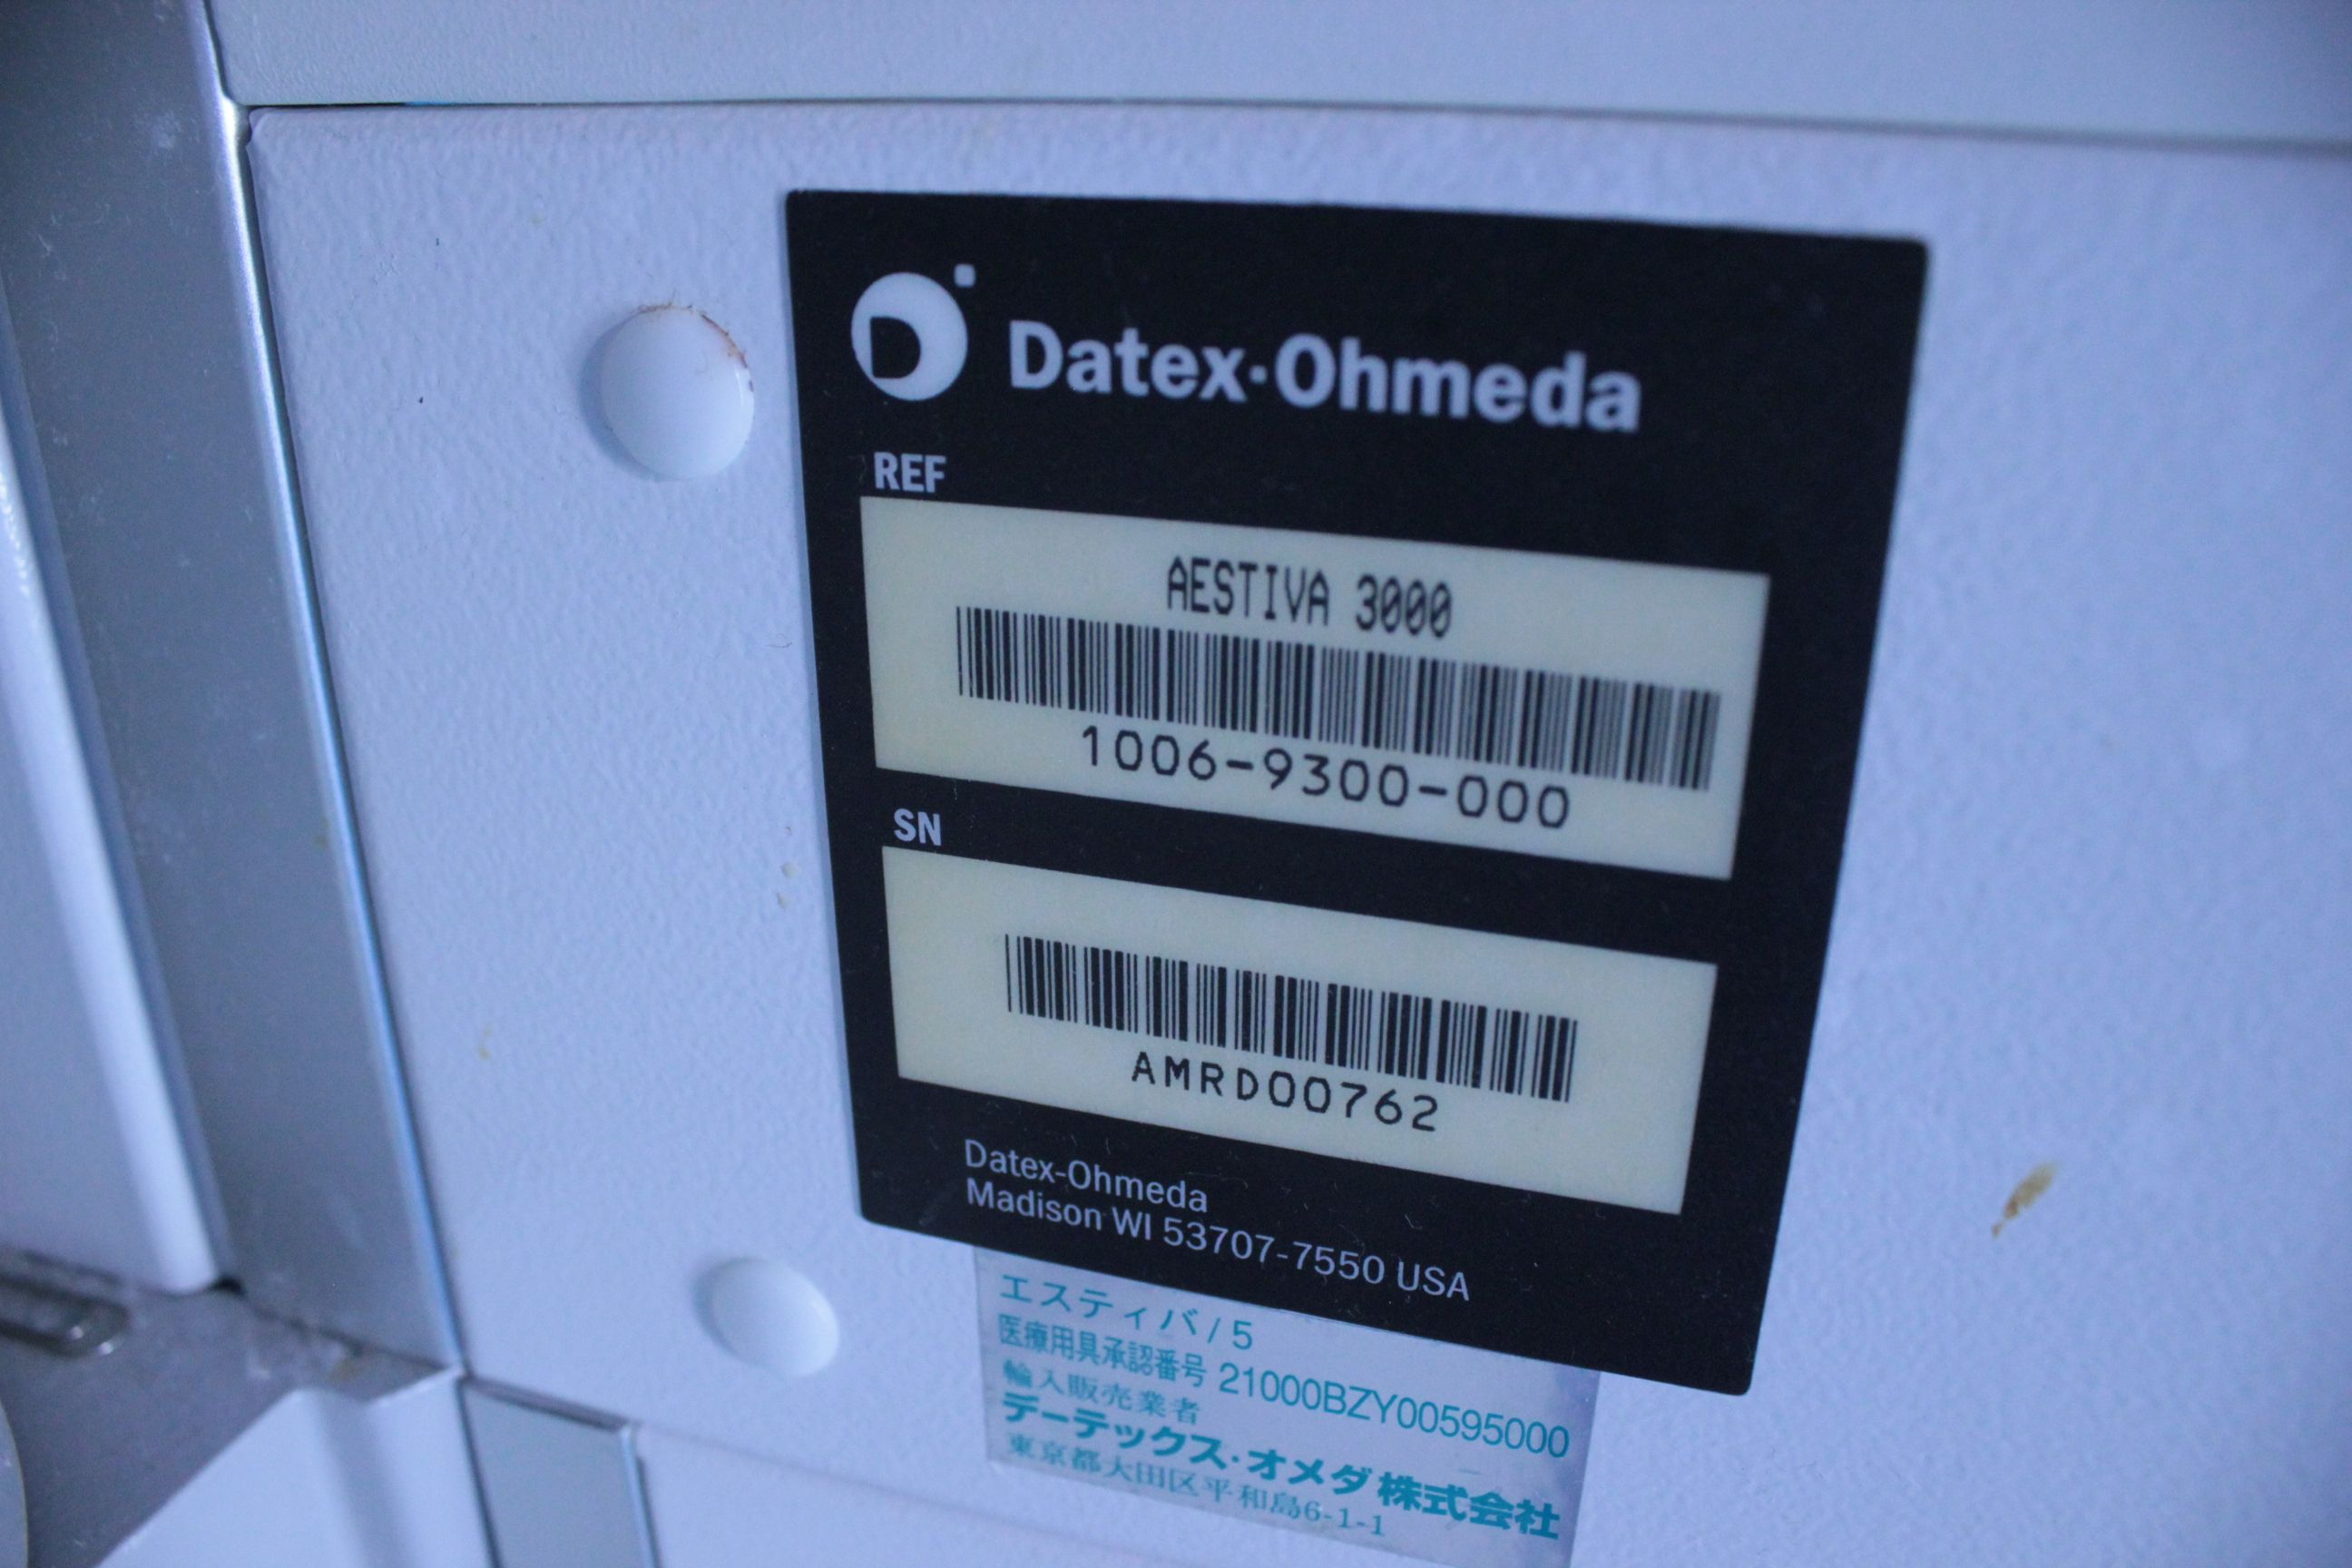 Datex·Ohmeda
REF
AESTIVA 3000
1006-9300-000
SN
AMRD00762
Datex-Ohmeda
Madison WI 53707-7550 USA
エスティバ/5
医療用具承認番号 21000BZY00595000
輸入販売業者
データックス・オメダ株式会社
東京都大田区平和島6-1-1